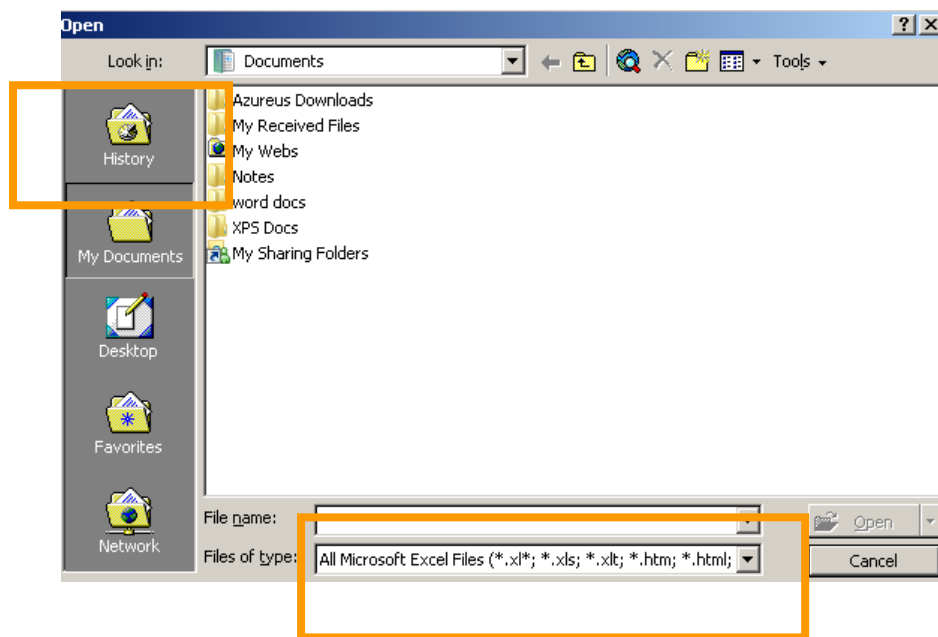 Open
Look in:
Documents
Tools
History
My Documents
Desktop
Favorites
Network
Azureus Downloads
My Received Files
My Webs
Notes
word docs
XPS Docs
My Sharing Folders
File name:
Open
Files of type:
All Microsoft Excel Files (*.xl*; *.xls; *.xlt; *.htm; *.html;
Cancel